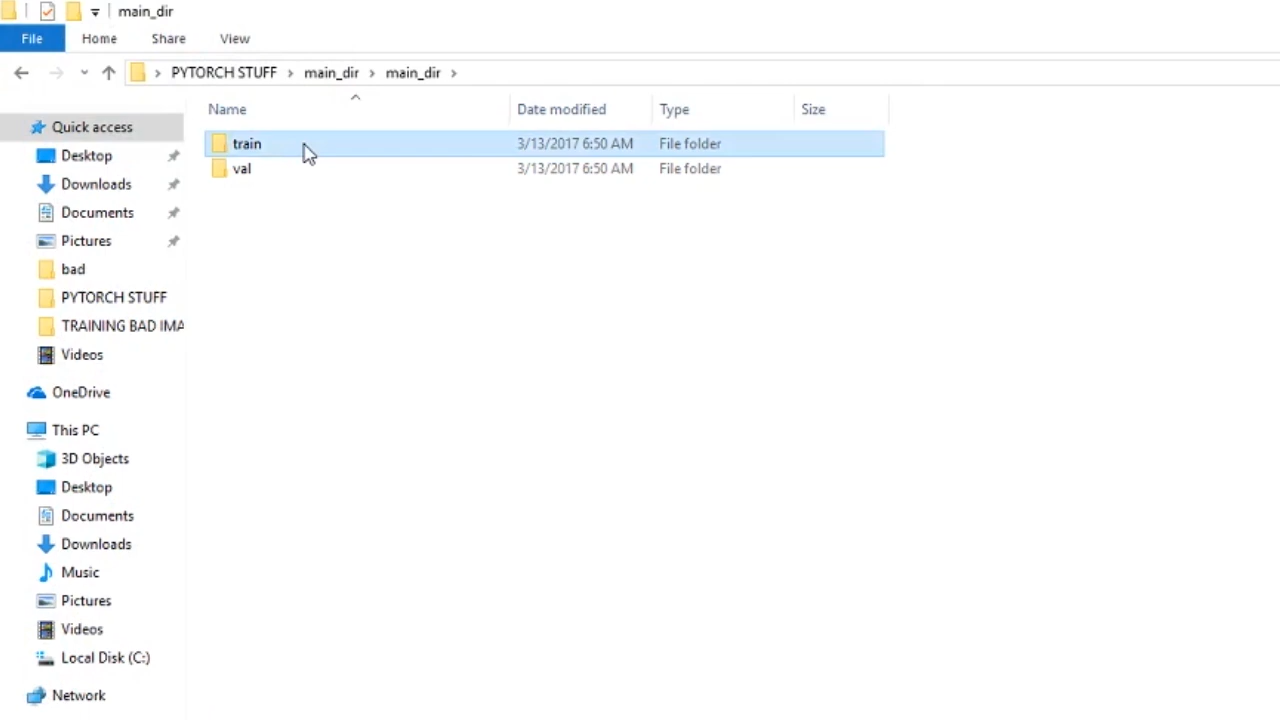 main_dir
File Home Share View
PYTORCH STUFF main_dir main_dir
Name Date modified Type Size
Quick access
train 3/13/2017 6:50 AM File folder
Desktop
val 3/13/2017 6:50 AM File folder
Downloads
Documents
Pictures
bad
PYTORCH STUFF
TRAINING BAD IMA
Videos
OneDrive
This PC
3D Objects
Desktop
Documents
Downloads
Music
Pictures
Videos
Local Disk (C:)
Network